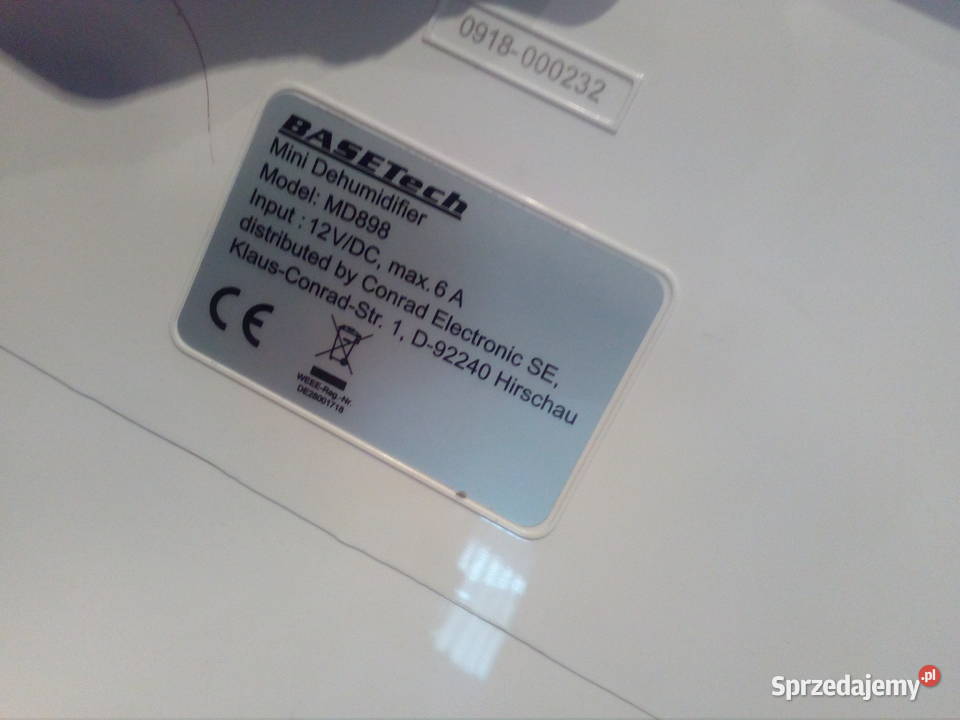 0918-000232
BASETech
Mini Dehumidifier
Model: MD898
Input : 12V/DC, max. 6 A
distributed by Conrad Electronic SE,
Klaus-Conrad-Str. 1, D-92240 Hirschau
CE
WEEE-Reg.-Nr.
DE28001718
Sprzedajemy.pl